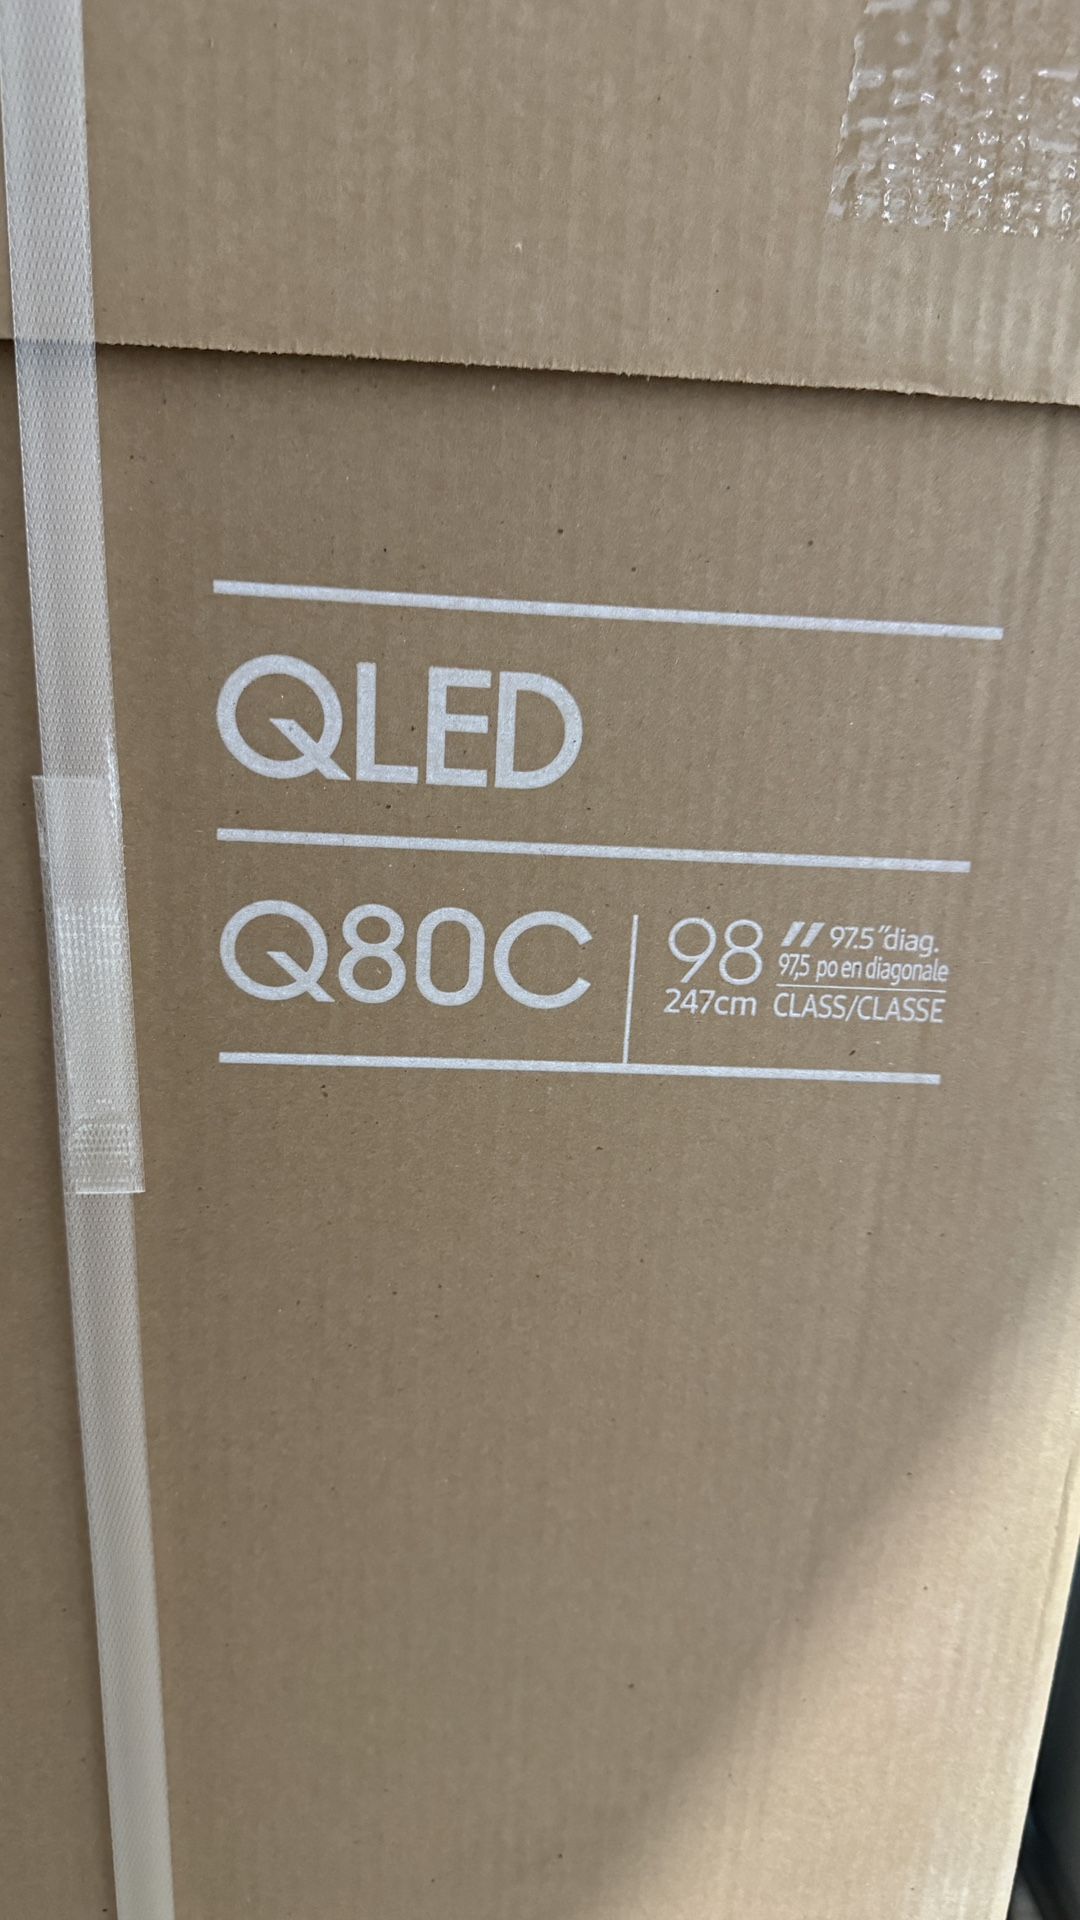 QLED
Q80C
98" 97.5" diag.
97,5 po en diagonale
247cm CLASS/CLASSE